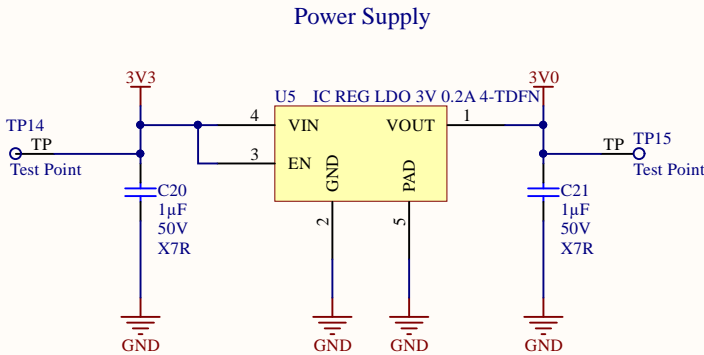 Power Supply
3V3
3V0
U5 IC REG LDO 3V 0.2A 4-TDFN
TP14
TP
Test Point
4
VIN
VOUT
1
TP15
TP
Test Point
3
EN
GND
PAD
2
5
C20
1µF
50V
X7R
C21
1µF
50V
X7R
GND
GND
GND
GND